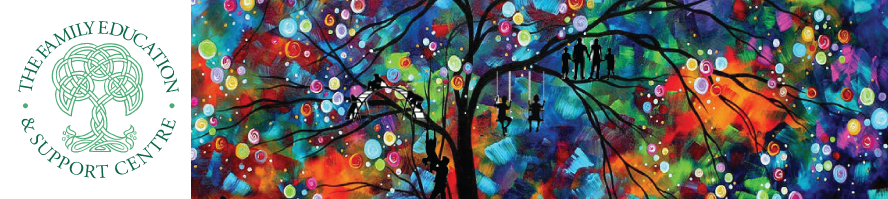 THE FAMILY EDUCATION
& SUPPORT CENTRE